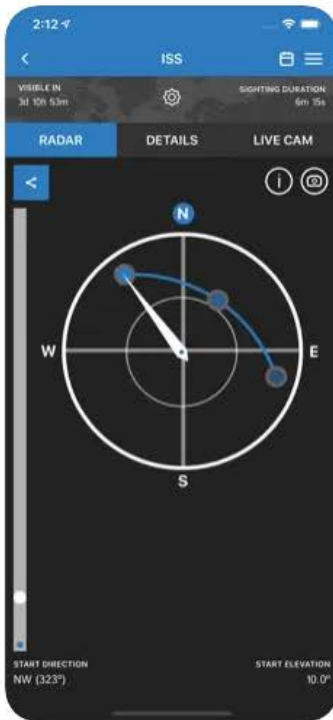 2:12
ISS
VISIBLE IN
3d 10h 53m
SIGHTING DURATION
6m 15s
RADAR
DETAILS
LIVE CAM
i
N
W
E
S
START DIRECTION
NW (323°)
START ELEVATION
10.0°